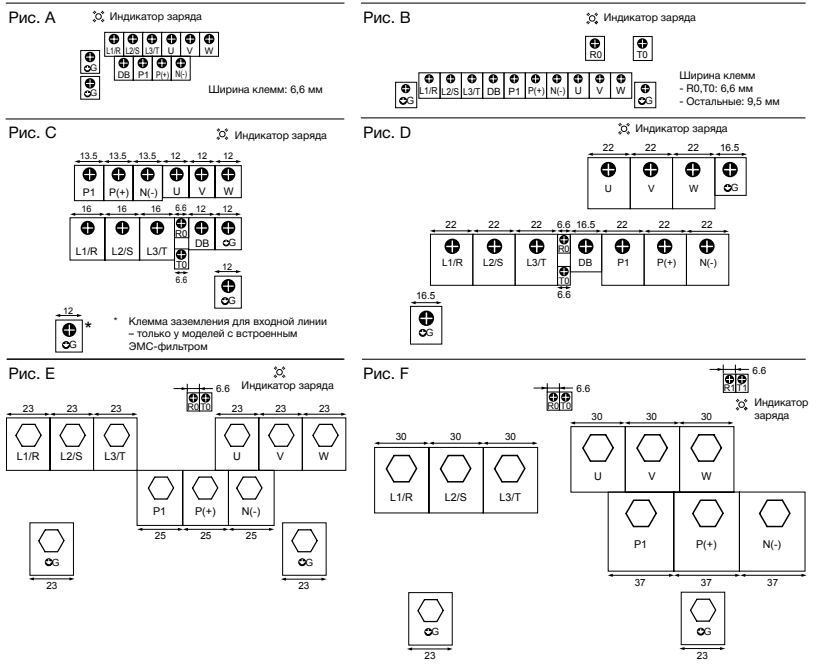 Рис. A
Индикатор заряда
L1/R L2/S L3/T U V W
G
DB P1 P(+) N(-)
G
Ширина клемм: 6,6 мм
Рис. B
Индикатор заряда
R0 T0
G L1/R L2/S L3/T DB P1 P(+) N(-) U V W G
Ширина клемм
- R0,T0: 6,6 мм
- Остальные: 9,5 мм
Рис. C
Индикатор заряда
13.5 13.5 13.5 12 12 12
P1 P(+) N(-) U V W
16 16 16 6.6 12 12
L1/R L2/S L3/T R0 DB G
T0
6.6
12
G
12
G
*
* Клемма заземления для входной линии
– только у моделей с встроенным
ЭМС-фильтром
Рис. D
Индикатор заряда
22 22 22 16.5
U V W G
22 22 22 6.6 16.5 22 22 22
L1/R L2/S L3/T R0 DB P1 P(+) N(-)
T0
6.6
16.5
G
Рис. E
Индикатор заряда
6.6
R0 T0
23 23 23 23 23 23
L1/R L2/S L3/T U V W
P1 P(+) N(-)
25 25 25
G G
23 23
Рис. F
6.6
R1 T1
Индикатор
заряда
6.6
R0 T0
30 30 30
U V W
30 30 30
L1/R L2/S L3/T
P1 P(+) N(-)
37 37 37
G G
23 23